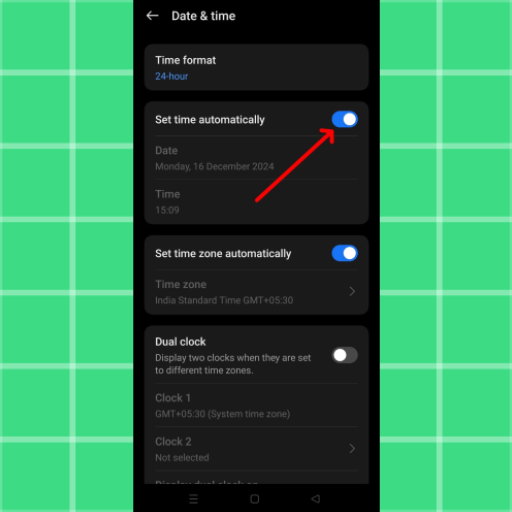 Date & time
Time format
24-hour
Set time automatically
Date
Monday, 16 December 2024
Time
15:09
Set time zone automatically
Time zone
India Standard Time GMT+05:30
Dual clock
Display two clocks when they are set
to different time zones.
Clock 1
GMT+05:30 (System time zone)
Clock 2
Not selected